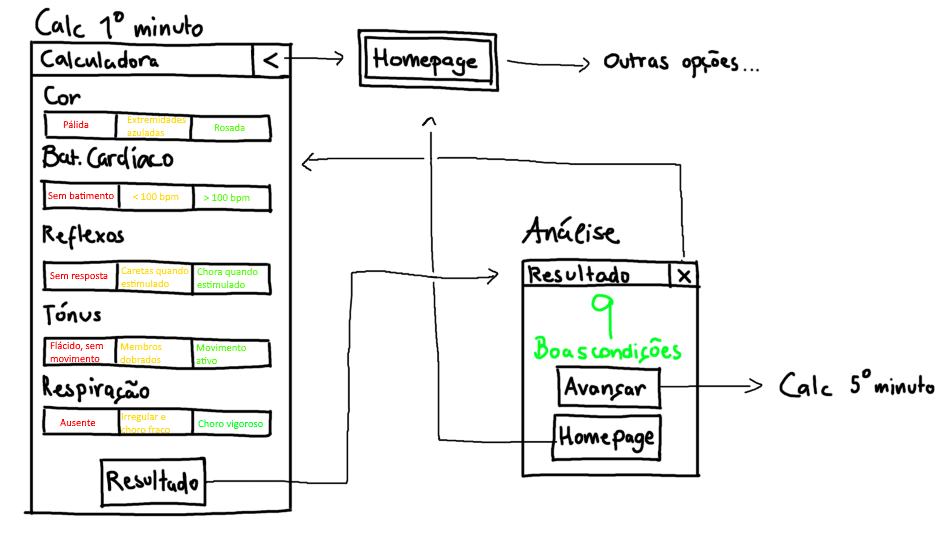 Calc 1º minuto
Calculadora <
Homepage
Outras opções...
Cor
Pálida
Extremidades
azuladas
Rosada
Bat. Cardíaco
Sem batimento
< 100 bpm
> 100 bpm
Reflexos
Sem resposta
Caretas quando
estimulado
Chora quando
estimulado
Tónus
Flácido, sem
movimento
Membros
dobrados
Movimento
ativo
Respiração
Ausente
Irregular e
choro fraco
Choro vigoroso
Resultado
Análise
Resultado X
9
Boas condições
Avançar
Calc 5º minuto
Homepage